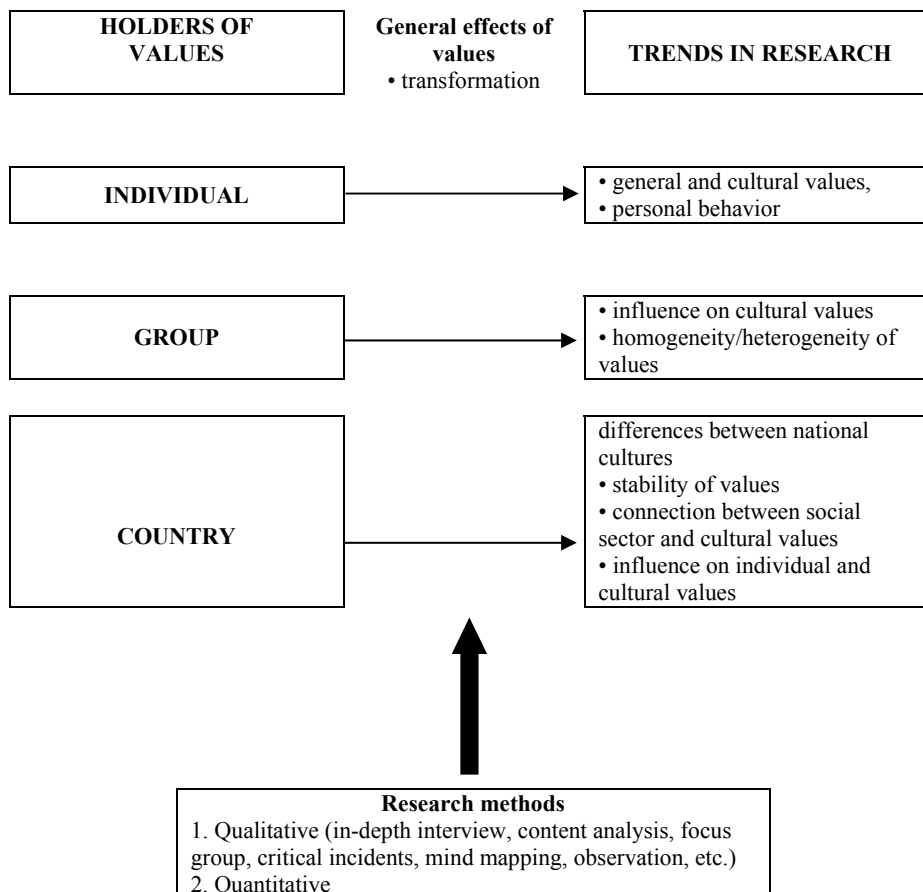 HOLDERS OF
VALUES
General effects of
values
• transformation
TRENDS IN RESEARCH
INDIVIDUAL
• general and cultural values,
• personal behavior
GROUP
• influence on cultural values
• homogeneity/heterogeneity of
values
COUNTRY
differences between national
cultures
• stability of values
• connection between social
sector and cultural values
• influence on individual and
cultural values
Research methods
1. Qualitative (in-depth interview, content analysis, focus
group, critical incidents, mind mapping, observation, etc.)
2. Quantitative